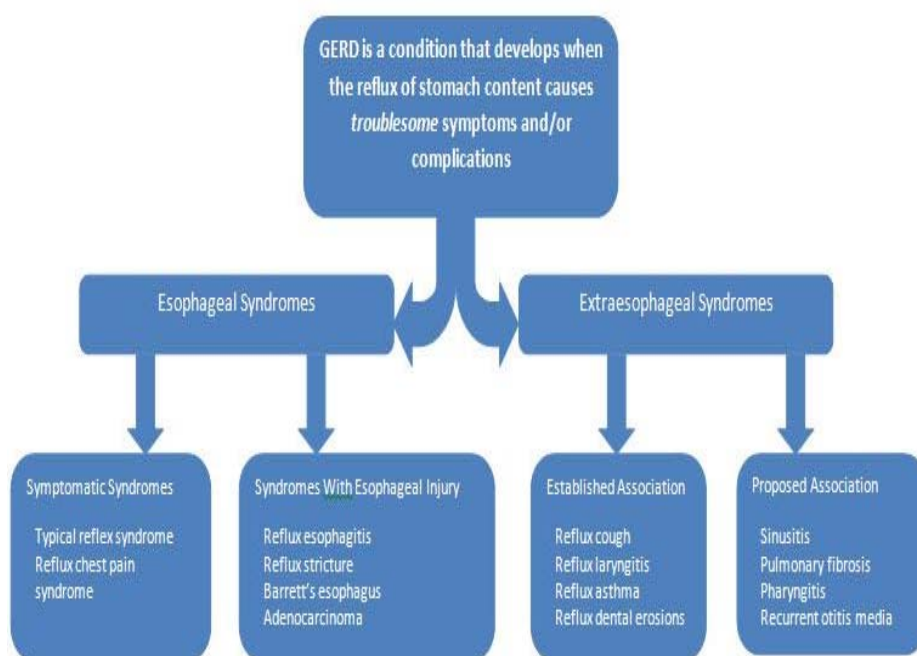 GERD is a condition that develops when
the reflux of stomach content causes
troublesome symptoms and/or
complications
Esophageal Syndromes
Extraesophageal Syndromes
Symptomatic Syndromes
Typical reflex syndrome
Reflux chest pain
syndrome
Syndromes With Esophageal Injury
Reflux esophagitis
Reflux stricture
Barrett's esophagus
Adenocarcinoma
Established Association
Reflux cough
Reflux laryngitis
Reflux asthma
Reflux dental erosions
Proposed Association
Sinusitis
Pulmonary fibrosis
Pharyngitis
Recurrent otitis media